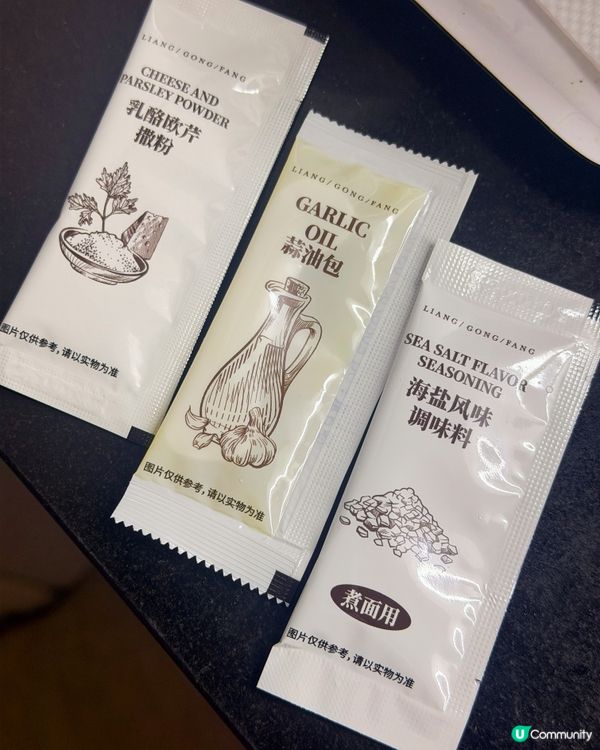 LIANG/GONG/FANG
CHEESE AND
PARSLEY POWDER
乳酪欧芹
撒粉
图片仅供参考,请以实物为准
LIANG/GONG/FANG
GARLIC
OIL
蒜油包
图片仅供参考,请以实物为准
LIANG/GONG/FANG
SEA SALT FLAVOR
SEASONING
海盐风味
调味料
煮面用
图片仅供参考,请以实物为准
U Community